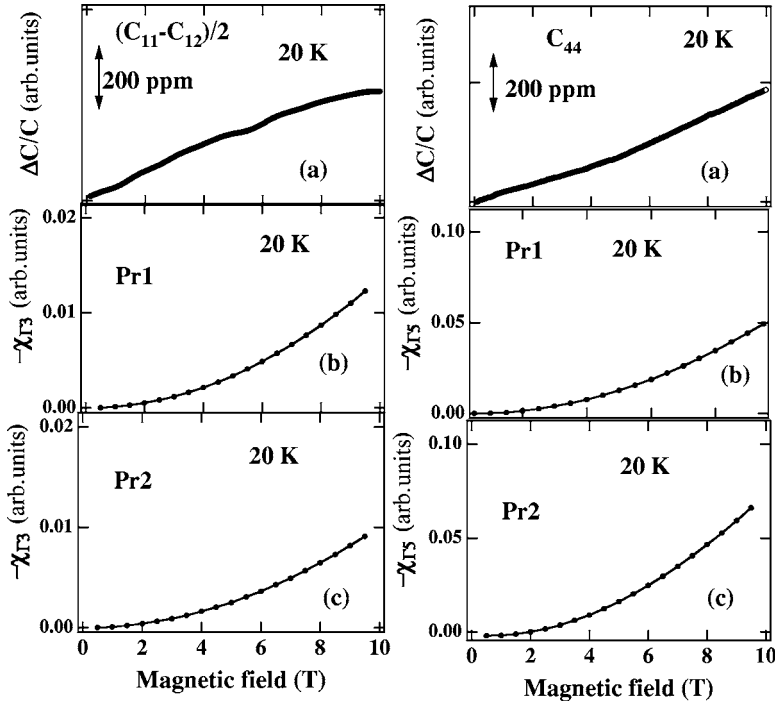 (C11-C12)/2
20 K
200 ppm
ΔC/C (arb.units)
(a)
0.02
20 K
Pr1
0.01
−χΓ3 (arb.units)
(b)
0.00
0.02
20 K
Pr2
0.01
−χΓ3 (arb.units)
(c)
0.00
0 2 4 6 8 10
Magnetic field (T)
C44
20 K
200 ppm
ΔC/C (arb.units)
(a)
0.10
Pr1
20 K
0.05
−χΓ5 (arb.units)
(b)
0.00
0.10
20 K
Pr2
0.05
−χΓ5 (arb.units)
(c)
0.00
2 4 6 8 10
Magnetic field (T)